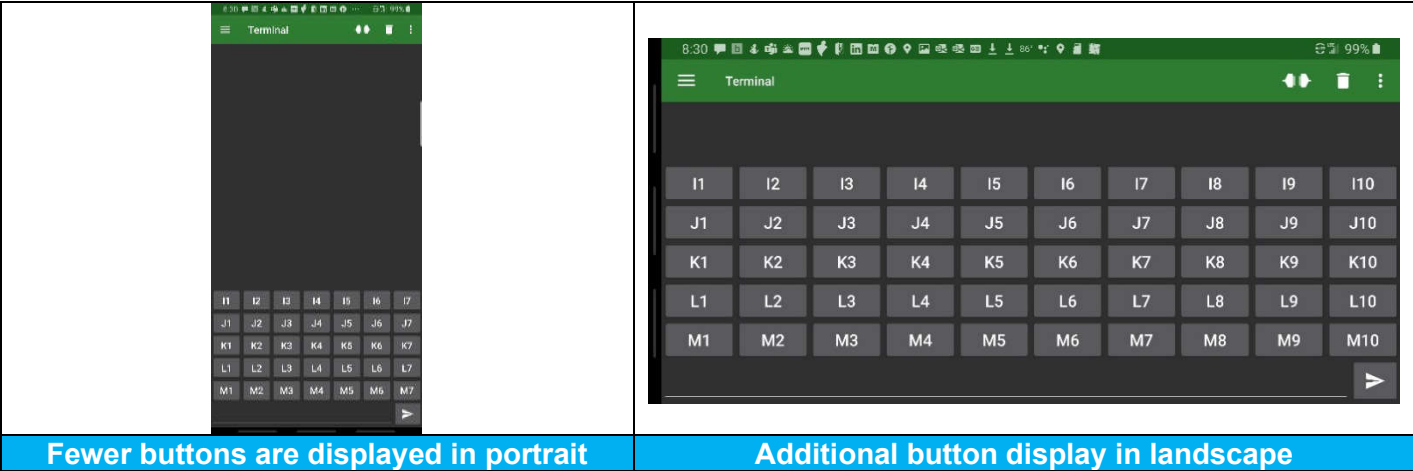 8:30 99%
Terminal
I1 I2 I3 I4 I5 I6 I7
J1 J2 J3 J4 J5 J6 J7
K1 K2 K3 K4 K5 K6 K7
L1 L2 L3 L4 L5 L6 L7
M1 M2 M3 M4 M5 M6 M7
Fewer buttons are displayed in portrait
8:30 86° 99%
Terminal
I1 I2 I3 I4 I5 I6 I7 I8 I9 I10
J1 J2 J3 J4 J5 J6 J7 J8 J9 J10
K1 K2 K3 K4 K5 K6 K7 K8 K9 K10
L1 L2 L3 L4 L5 L6 L7 L8 L9 L10
M1 M2 M3 M4 M5 M6 M7 M8 M9 M10
Additional button display in landscape